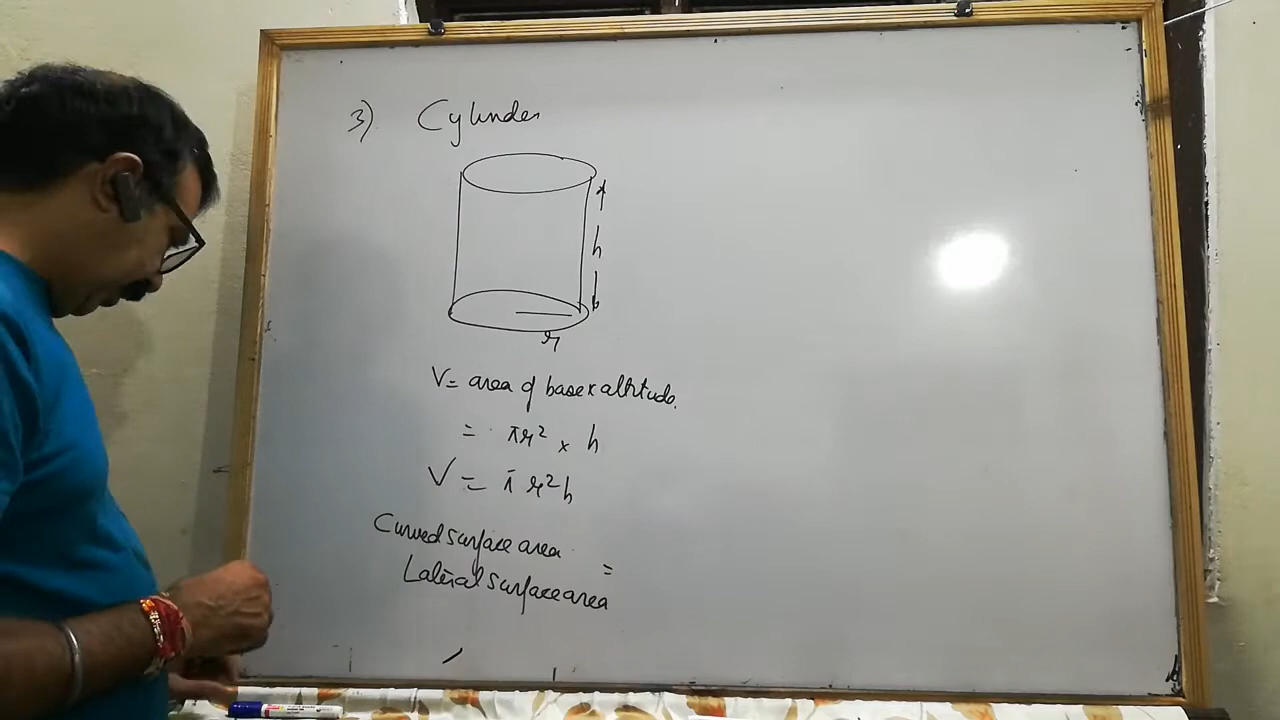 3) Cylinder
h
r
V = area of base x altitude.
= πr² x h
V = πr²h
Curved surface area
Lateral surface area =